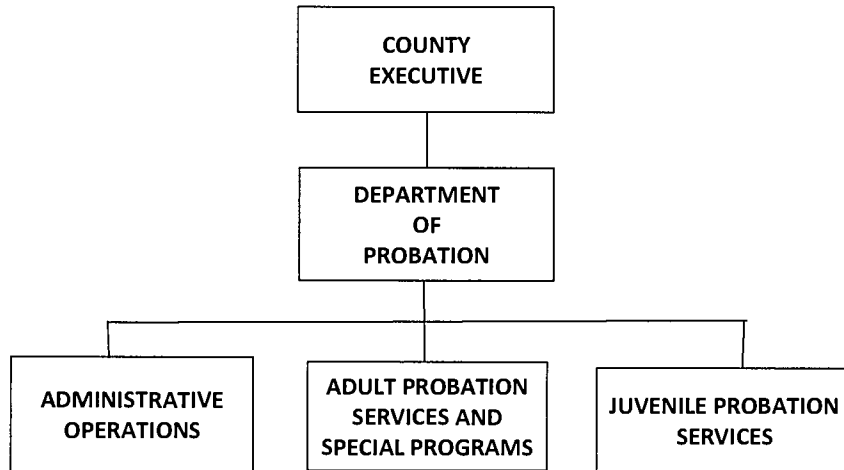 COUNTY
EXECUTIVE
DEPARTMENT
OF
PROBATION
ADMINISTRATIVE
OPERATIONS
ADULT PROBATION
SERVICES AND
SPECIAL PROGRAMS
JUVENILE PROBATION
SERVICES